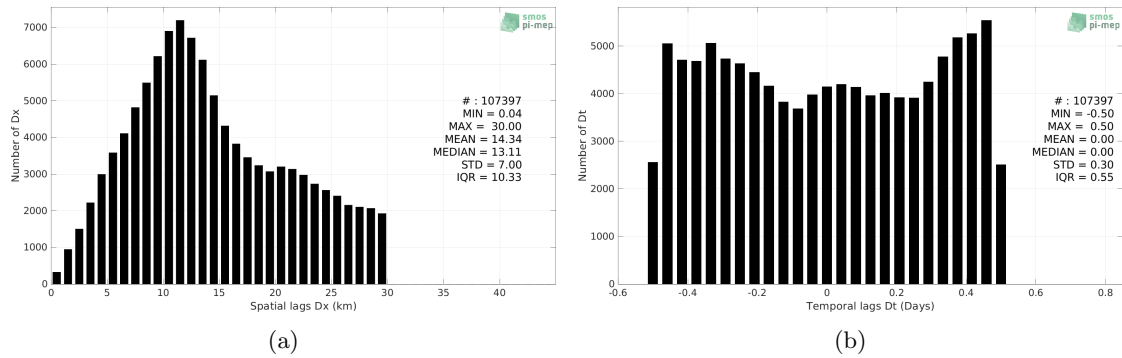 smos
pi-mep
7000
6000
5000
4000
3000
2000
1000
0
Number of Dx
# : 107397
MIN = 0.04
MAX = 30.00
MEAN = 14.34
MEDIAN = 13.11
STD = 7.00
IQR = 10.33
0 5 10 15 20 25 30 35 40
Spatial lags Dx (km)
(a)
smos
pi-mep
5000
4000
3000
2000
1000
0
Number of Dt
# : 107397
MIN = -0.50
MAX = 0.50
MEAN = 0.00
MEDIAN = 0.00
STD = 0.30
IQR = 0.55
-0.6 -0.4 -0.2 0 0.2 0.4 0.6 0.8
Temporal lags Dt (Days)
(b)